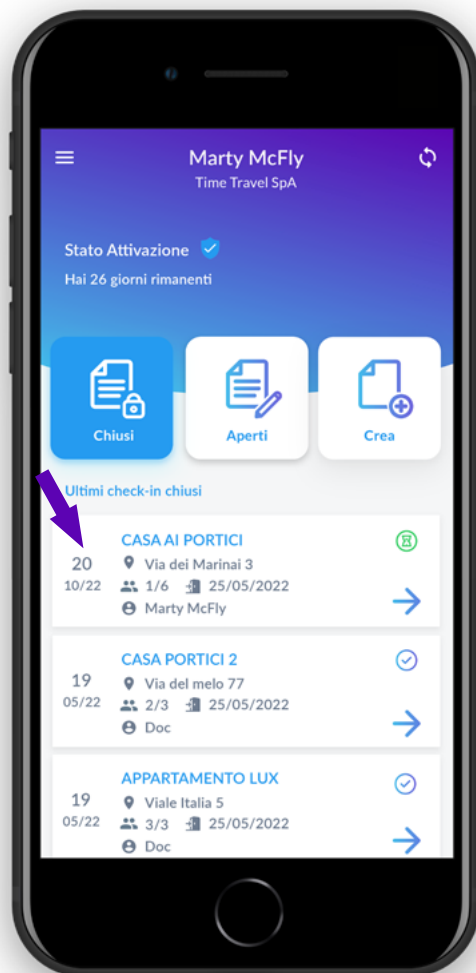 Marty McFly
Time Travel SpA
Stato Attivazione
Hai 26 giorni rimanenti
Chiusi
Aperti
Crea
Ultimi check-in chiusi
CASA AI PORTICI
20
10/22
Via dei Marinai 3
1/6 25/05/2022
Marty McFly
CASA PORTICI 2
19
05/22
Via del melo 77
2/3 25/05/2022
Doc
APPARTAMENTO LUX
19
05/22
Viale Italia 5
3/3 25/05/2022
Doc